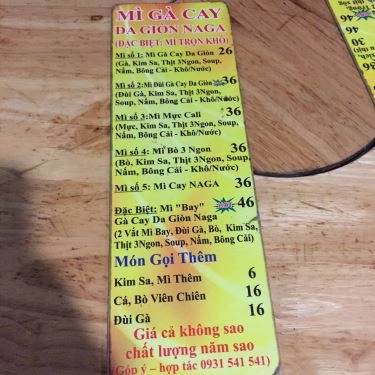 MÌ GÀ CAY
DA GIÒN NAGA
(ĐẶC BIỆT: MÌ TRỘN KHÔ)
Mì số 1: Mì Gà Cay Da Giòn 26
(Gà, Kim Sa, Thịt 3Ngon, Soup,
Nấm, Bông Cải - Khô/Nước)
Mì số 2:Mì Đùi Gà Cay Da Giòn 36
(Đùi Gà, Kim Sa, Thịt 3Ngon,
Soup, Nấm, Bông Cải - Khô/Nước)
Mì số 3:Mì Mực Cali 36
(Mực, Kim Sa, Thịt 3Ngon, Soup,
Nấm, Bông Cải - Khô/Nước)
Mì số 4: Mì Bò 3 Ngon 36
(Bò, Kim Sa, Thịt 3Ngon, Soup,
Nấm, Bông Cải - Khô/Nước)
Mì số 5: Mì Cay NAGA 36
Đặc Biệt: Mì "Bay" 46
Gà Cay Da Giòn Naga
(2 Vắt Mì Bay, Đùi Gà, Bò, Kim Sa,
Thịt 3Ngon, Soup, Nấm, Bông Cải)
Món Gọi Thêm
Kim Sa, Mì Thêm 6
Cá, Bò Viên Chiên 16
Đùi Gà 16
Giá cả không sao
chất lượng năm sao
(Góp ý – hợp tác 0931 541 541)
46
36
30
36